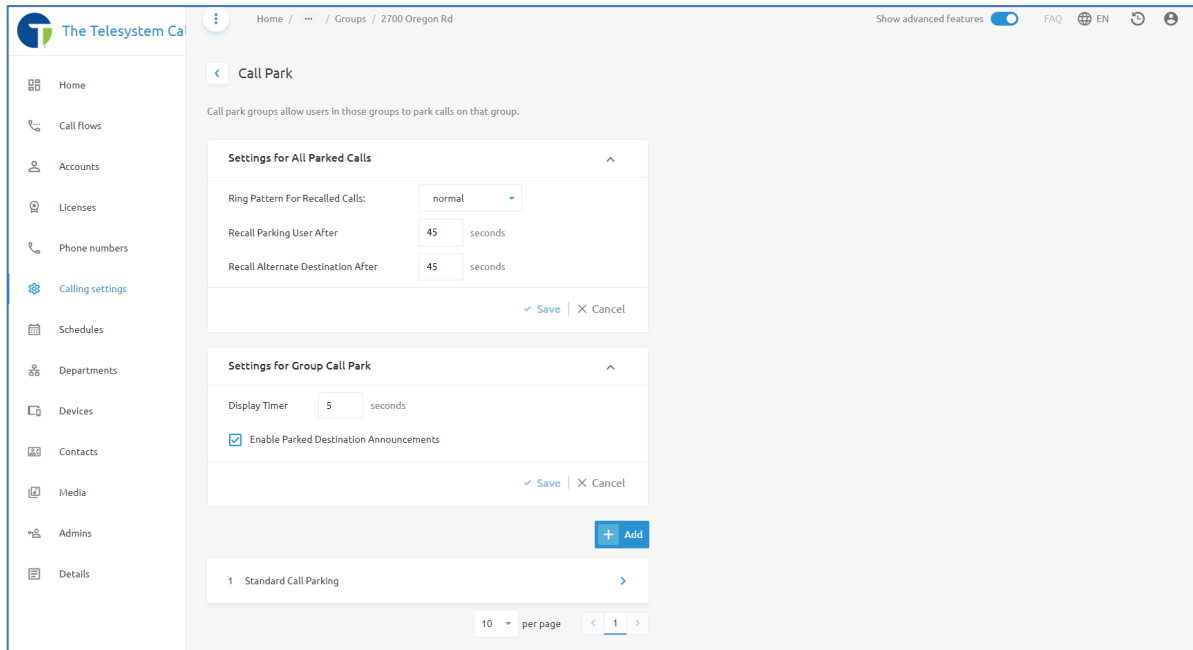 The Telesystem Cal
Home / ••• / Groups / 2700 Oregon Rd
Show advanced features
FAQ
EN
Home
Call flows
Accounts
Licenses
Phone numbers
Calling settings
Schedules
Departments
Devices
Contacts
Media
Admins
Details
Call Park
Call park groups allow users in those groups to park calls on that group.
Settings for All Parked Calls
Ring Pattern For Recalled Calls: normal
Recall Parking User After 45 seconds
Recall Alternate Destination After 45 seconds
Save | Cancel
Settings for Group Call Park
Display Timer 5 seconds
Enable Parked Destination Announcements
Save | Cancel
+ Add
1 Standard Call Parking
10 per page < 1 >